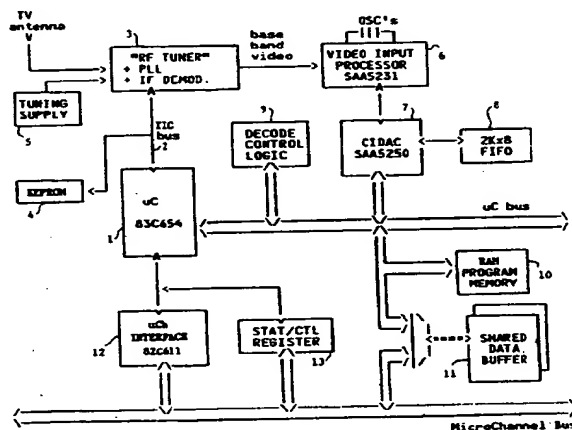 TV
antenna
OSC's
3
"RF TUNER"
+ PLL
+ IF DEMOD.
base
band
video
VIDEO INPUT
PROCESSOR
SAA5231
6
TUNING
SUPPLY
5
IIC
bus
2
9
DECODE
CONTROL
LOGIC
7
CIDAC
SAA5250
8
2Kx8
FIFO
EEPROM
4
uC
83C654
1
uC bus
RAM
PROGRAM
MEMORY
10
uCh
INTERFACE
82C611
12
STAT/CTL
REGISTER
13
SHARED
DATA
BUFFER
11
MicroChannel Bus